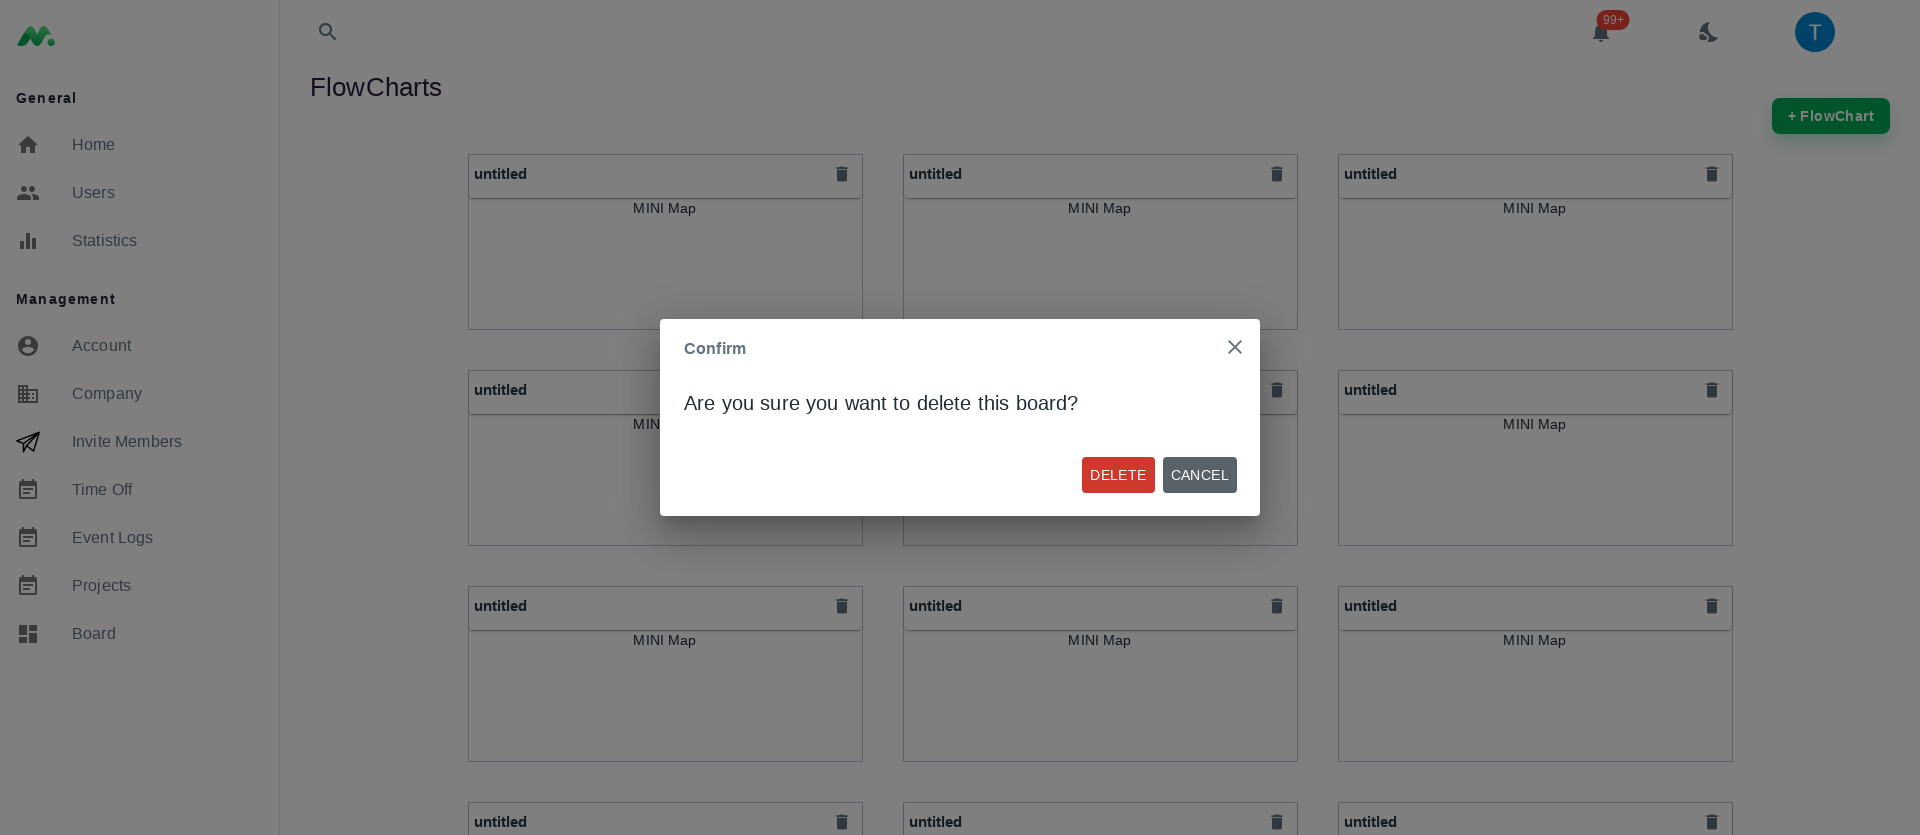 99+
T
FlowCharts
+ FlowChart
General
Home
Users
Statistics
Management
Account
Company
Invite Members
Time Off
Event Logs
Projects
Board
untitled
untitled
untitled
MINI Map
MINI Map
MINI Map
Confirm
Are you sure you want to delete this board?
DELETE CANCEL
untitled
untitled
MIN
MINI Map
untitled
untitled
untitled
MINI Map
MINI Map
MINI Map
untitled
untitled
untitled